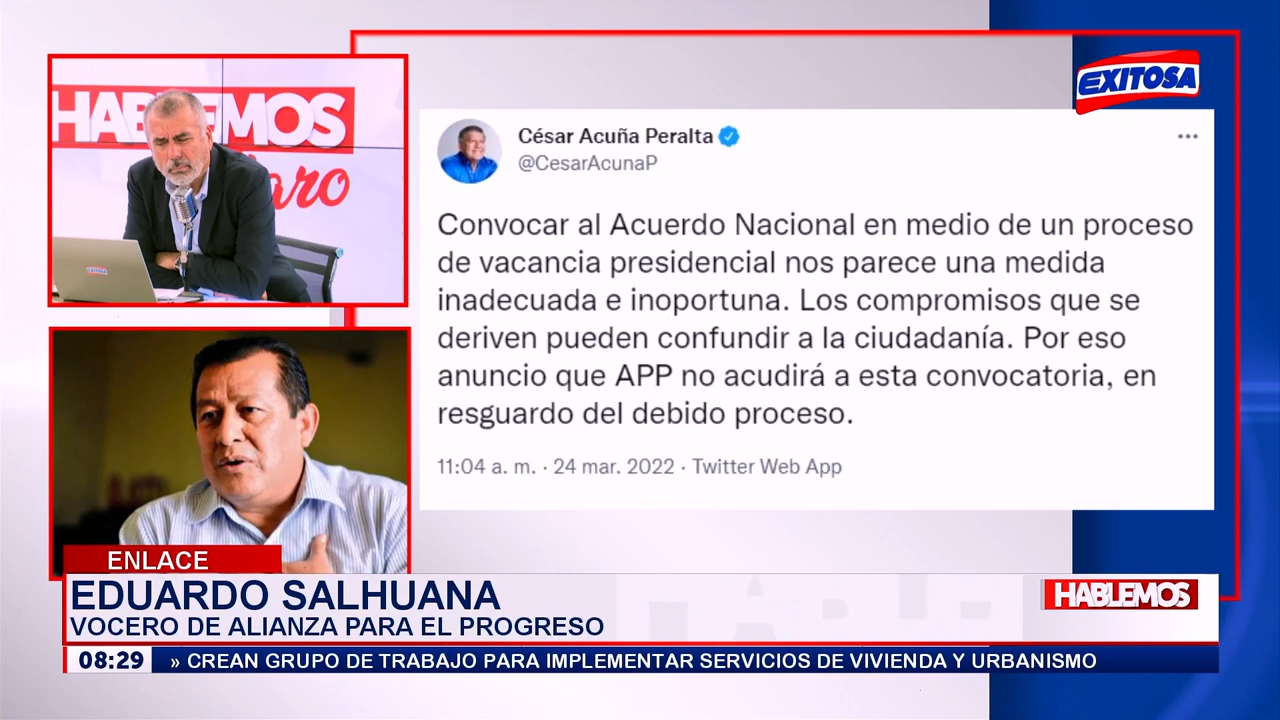 HABLEMOS
aro
EXITOSA
EXITOSA
César Acuña Peralta
@CesarAcunaP
Convocar al Acuerdo Nacional en medio de un proceso
de vacancia presidencial nos parece una medida
inadecuada e inoportuna. Los compromisos que se
deriven pueden confundir a la ciudadanía. Por eso
anuncio que APP no acudirá a esta convocatoria, en
resguardo del debido proceso.
11:04 a. m. · 24 mar. 2022 · Twitter Web App
ENLACE
EDUARDO SALHUANA
VOCERO DE ALIANZA PARA EL PROGRESO
HABLEMOS
08:29 » CREAN GRUPO DE TRABAJO PARA IMPLEMENTAR SERVICIOS DE VIVIENDA Y URBANISMO